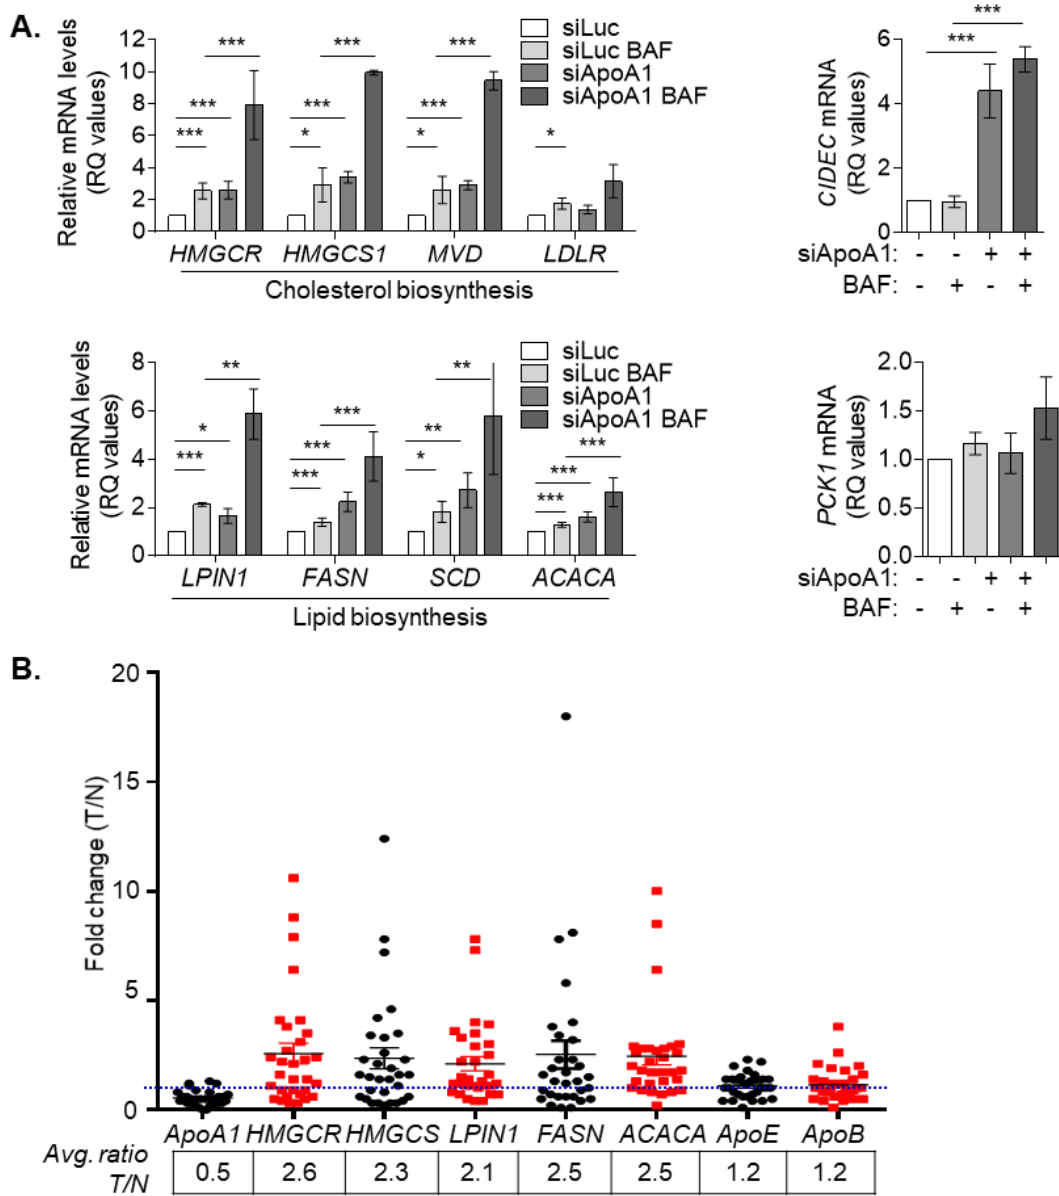 A.
Relative mRNA levels
(RQ values)
12
10
8
6
4
2
0
*** *** *** *** *** * *** *** * *** * 
siLuc
siLuc BAF
siApoA1
siApoA1 BAF
HMGCR HMGCS1 MVD LDLR
Cholesterol biosynthesis
CIDEC mRNA
(RQ values)
6
4
2
0
***
***
siApoA1: - - + +
BAF: - + - +
Relative mRNA levels
(RQ values)
8
6
4
2
0
** * *** *** *** *** ** ** * *** *** ***
siLuc
siLuc BAF
siApoA1
siApoA1 BAF
LPIN1 FASN SCD ACACA
Lipid biosynthesis
PCK1 mRNA
(RQ values)
2.0
1.5
1.0
0.5
0.0
siApoA1: - - + +
BAF: - + - +
B.
Fold change (T/N)
20
15
10
5
0
ApoA1 HMGCR HMGCS LPIN1 FASN ACACA ApoE ApoB
Avg. ratio
T/N
0.5 2.6 2.3 2.1 2.5 2.5 1.2 1.2